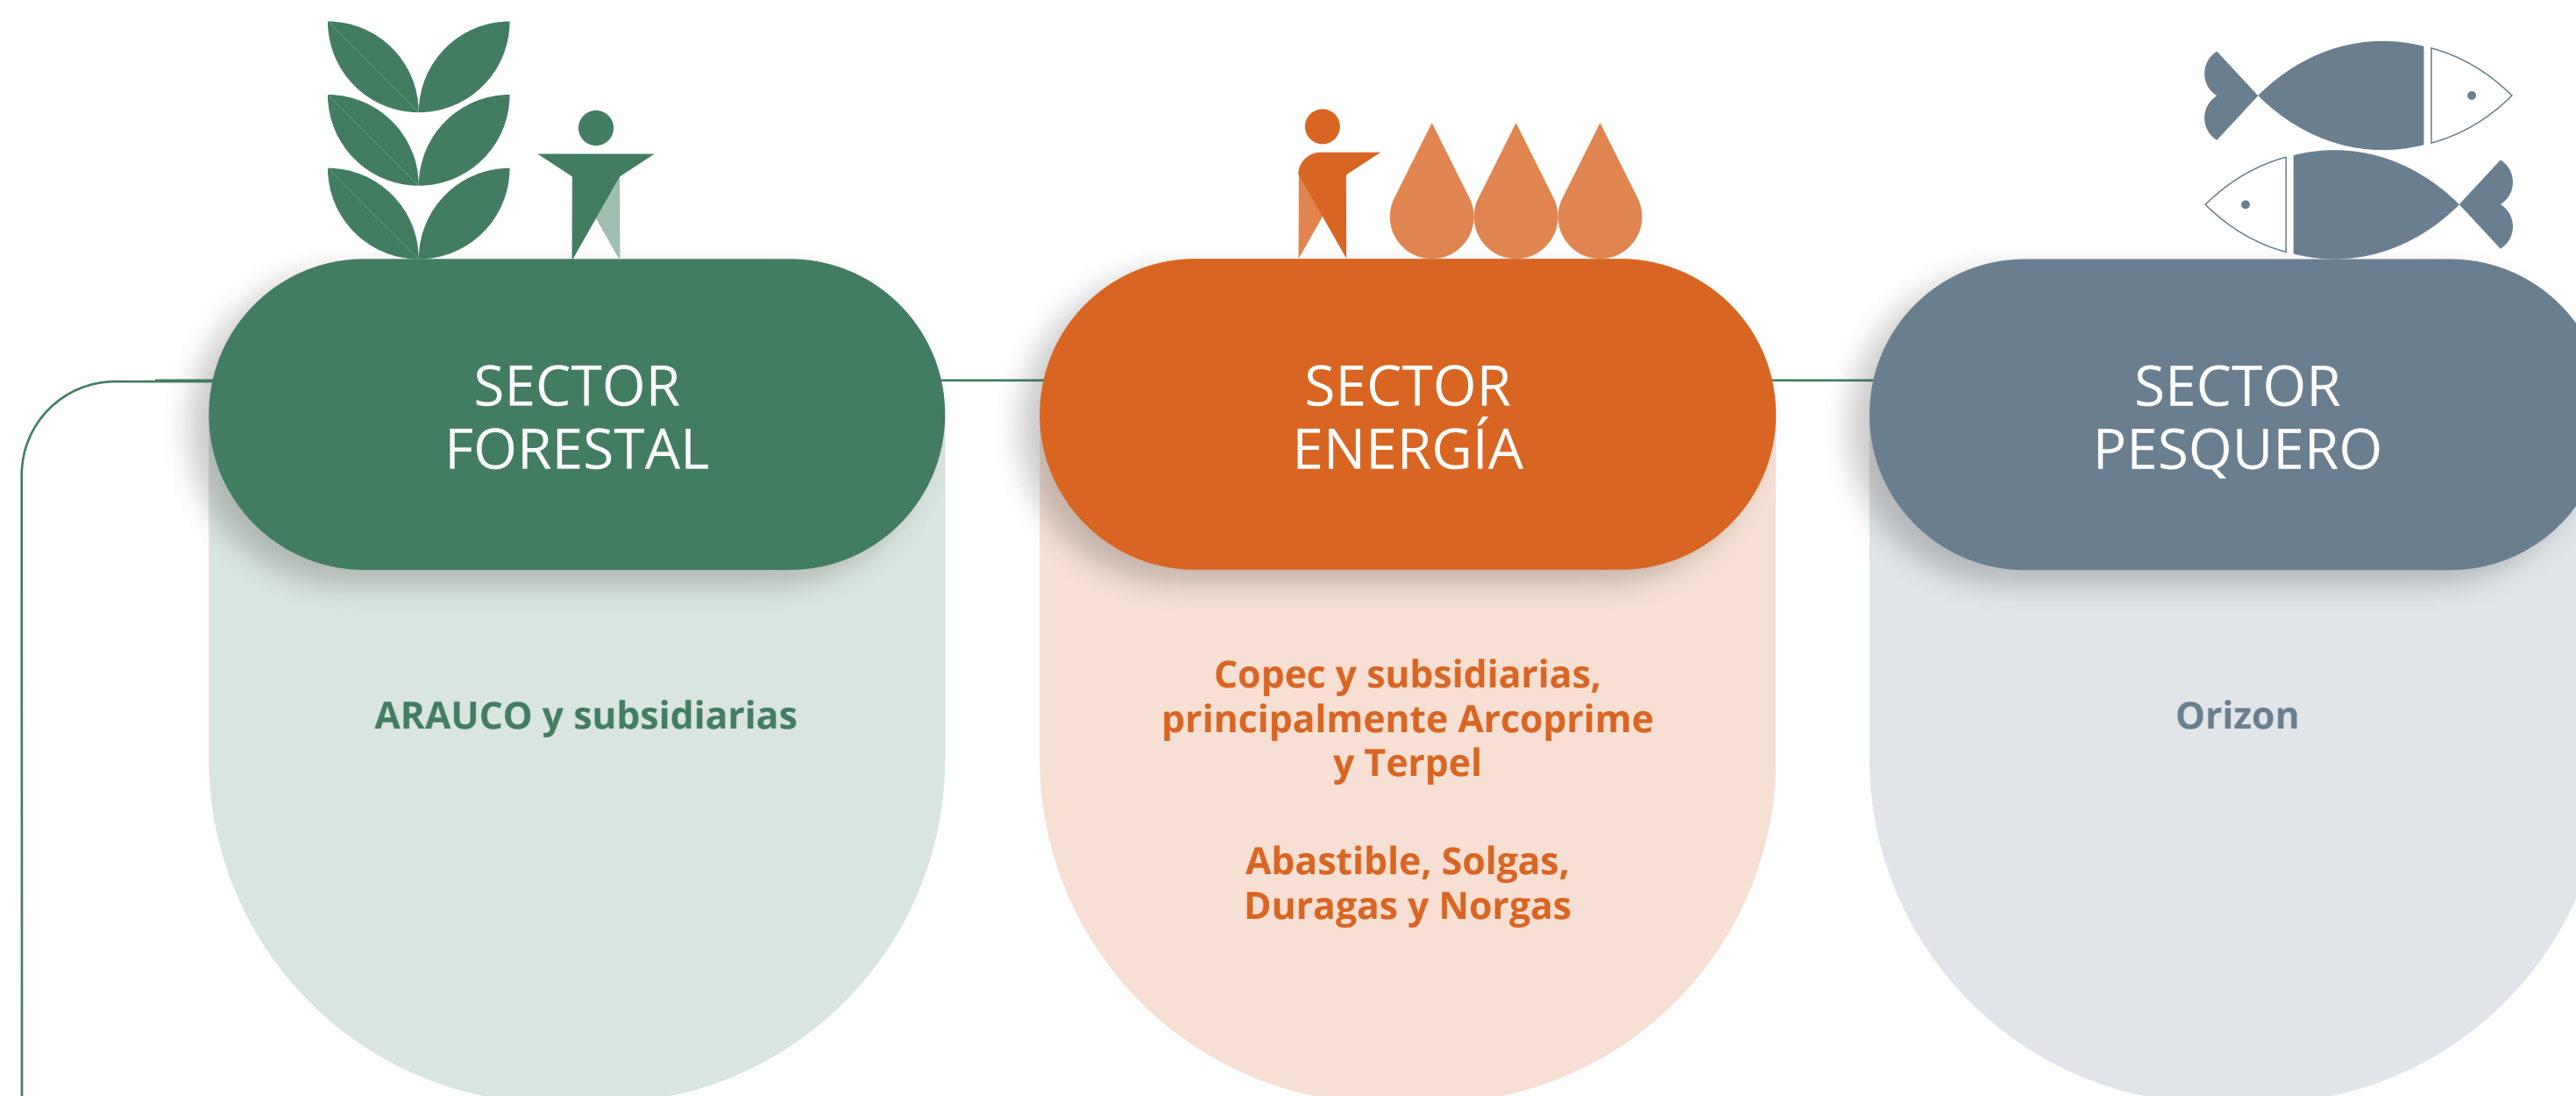 SECTOR
FORESTAL
ARAUCO y subsidiarias
SECTOR
ENERGÍA
Copec y subsidiarias,
principalmente Arcoprime
y Terpel
Abastible, Solgas,
Duragas y Norgas
SECTOR
PESQUERO
Orizon